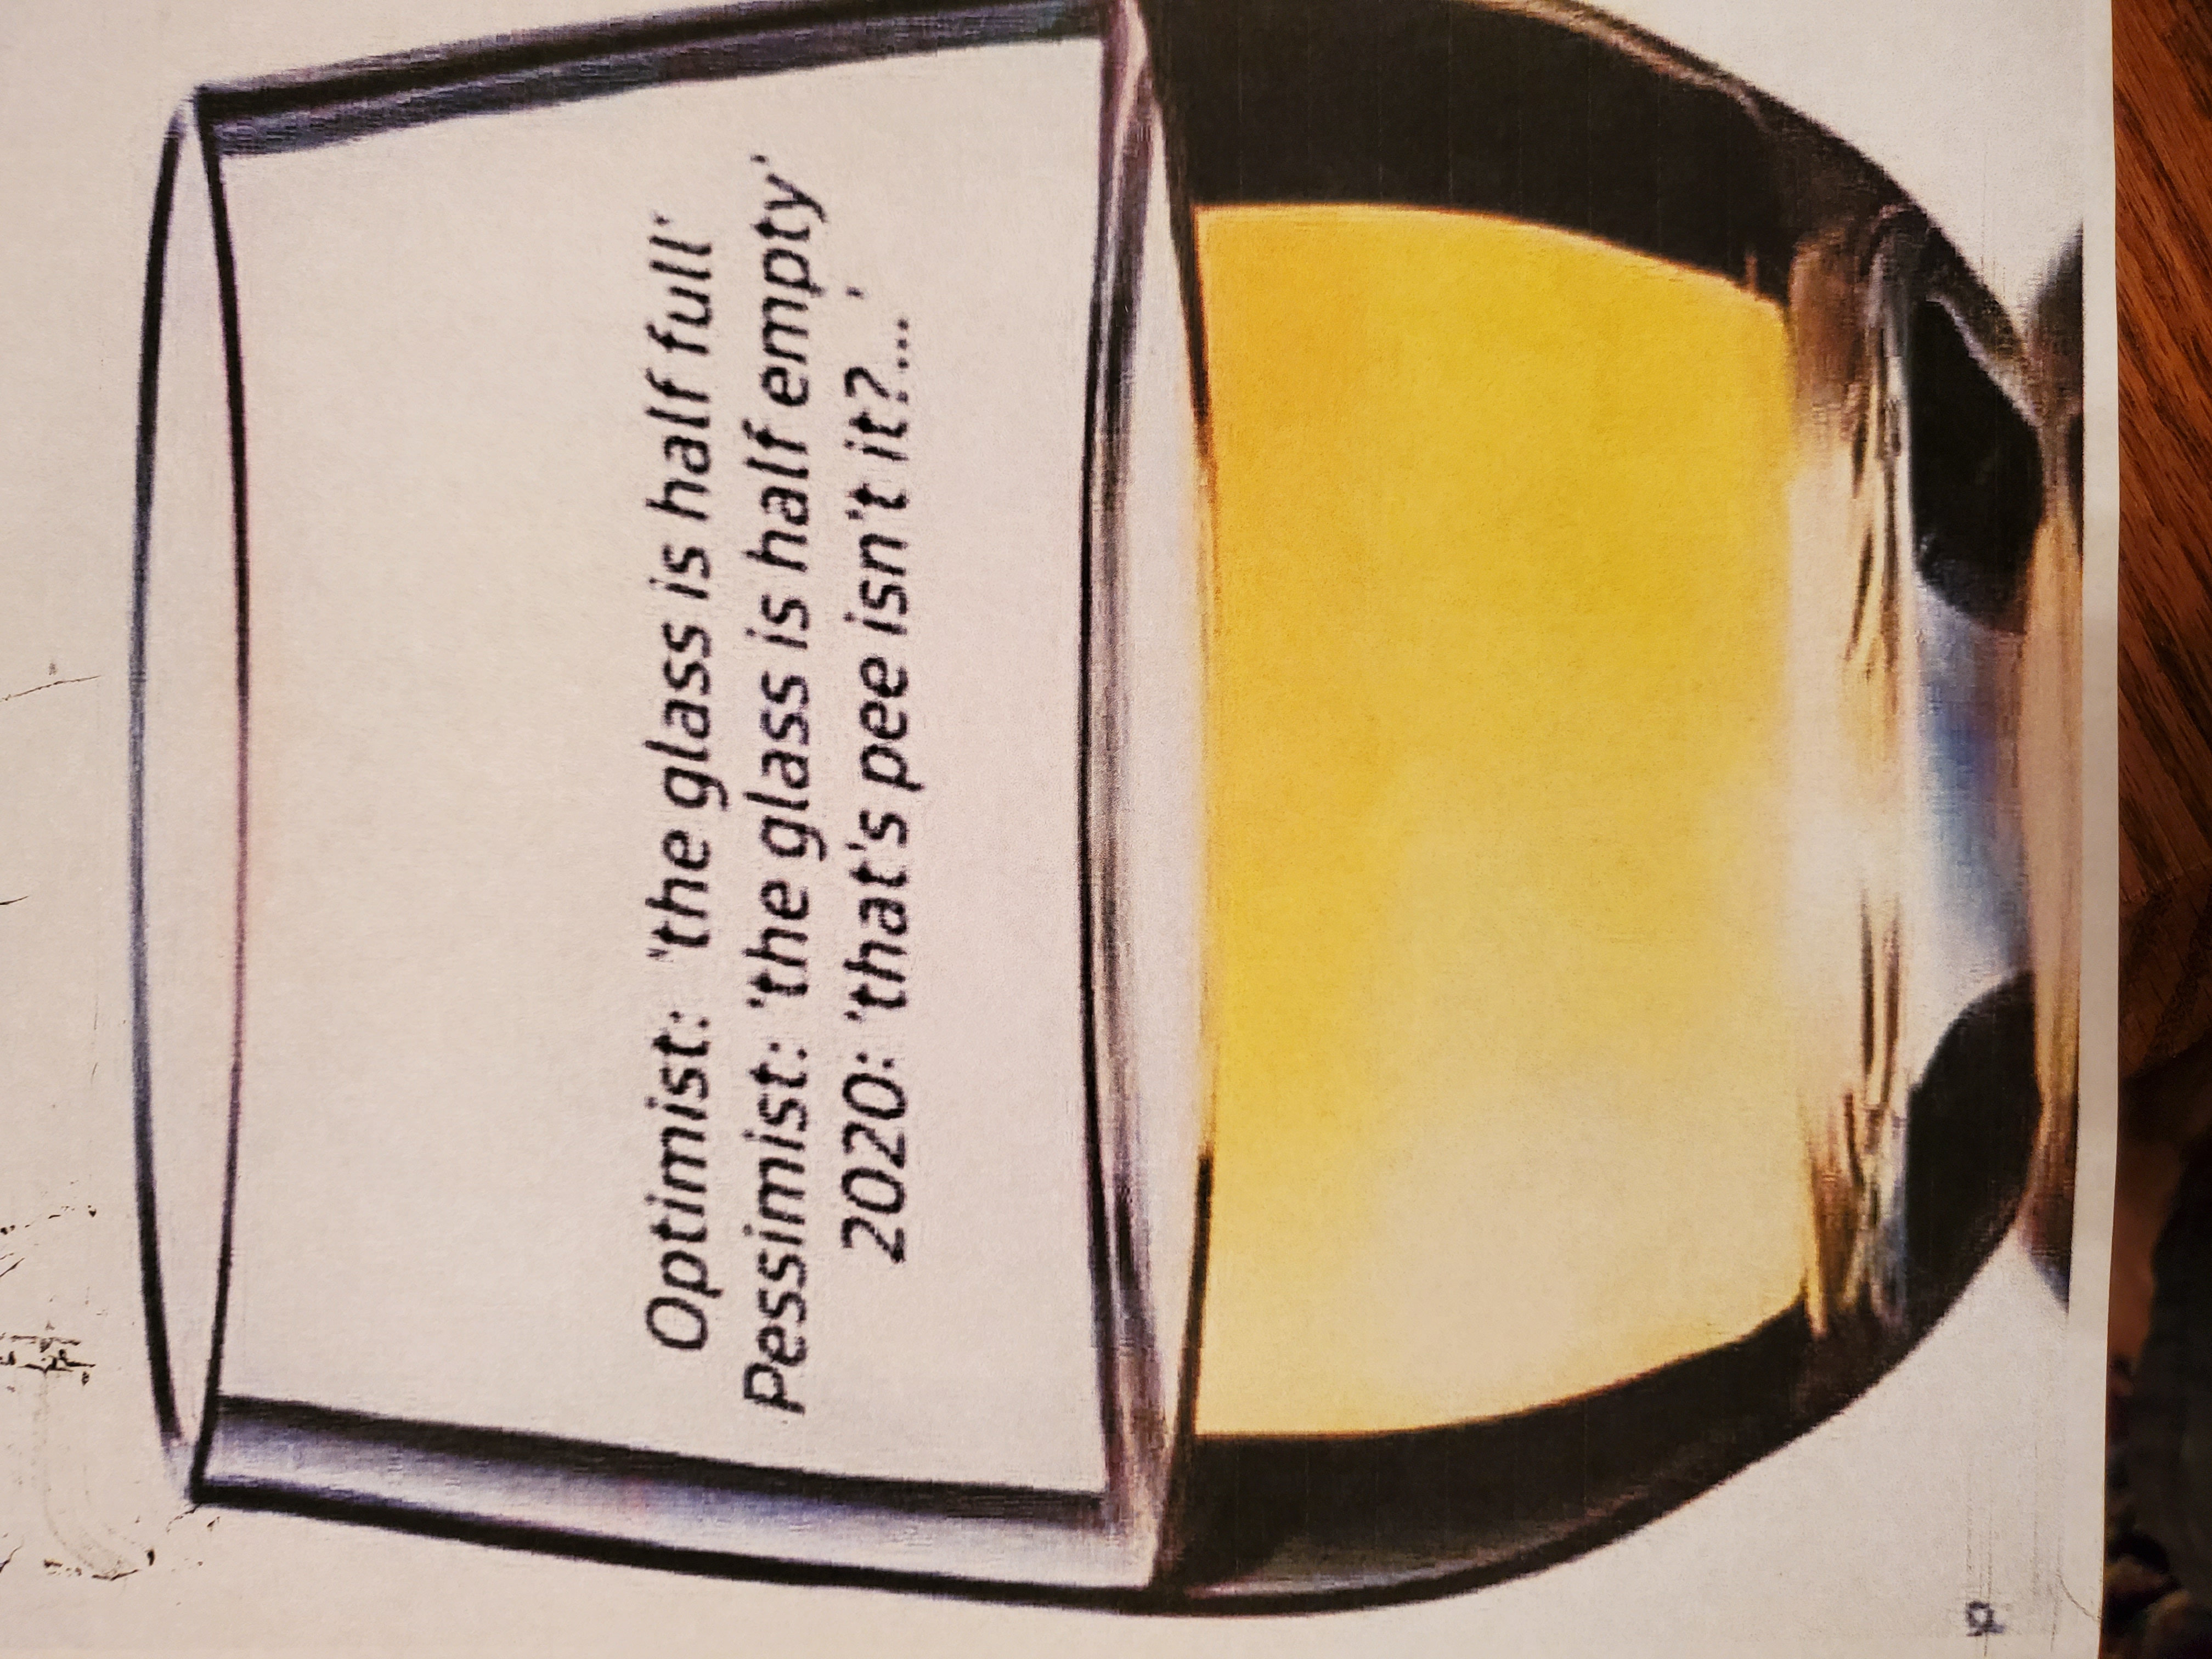 Optimist: 'the glass is half full'
Pessimist: 'the glass is half empty'
2020: 'that's pee isn't it?...'